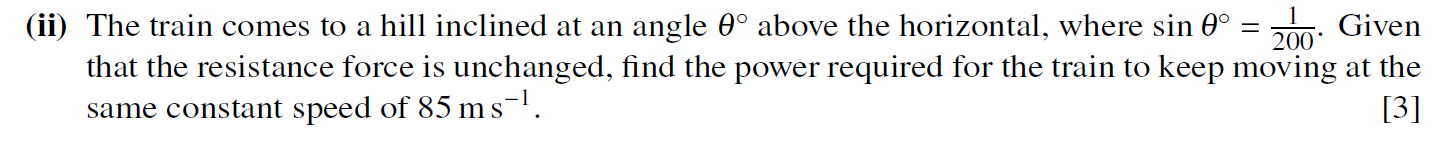 (ii) The train comes to a hill inclined at an angle θ° above the horizontal, where sin θ° = 1/200. Given
that the resistance force is unchanged, find the power required for the train to keep moving at the
same constant speed of 85 m s⁻¹. [3]